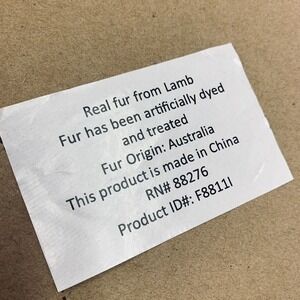 Real fur from Lamb
Fur has been artificially dyed
and treated
Fur Origin: Australia
This product is made in China
RN# 88276
Product ID#: F8811I